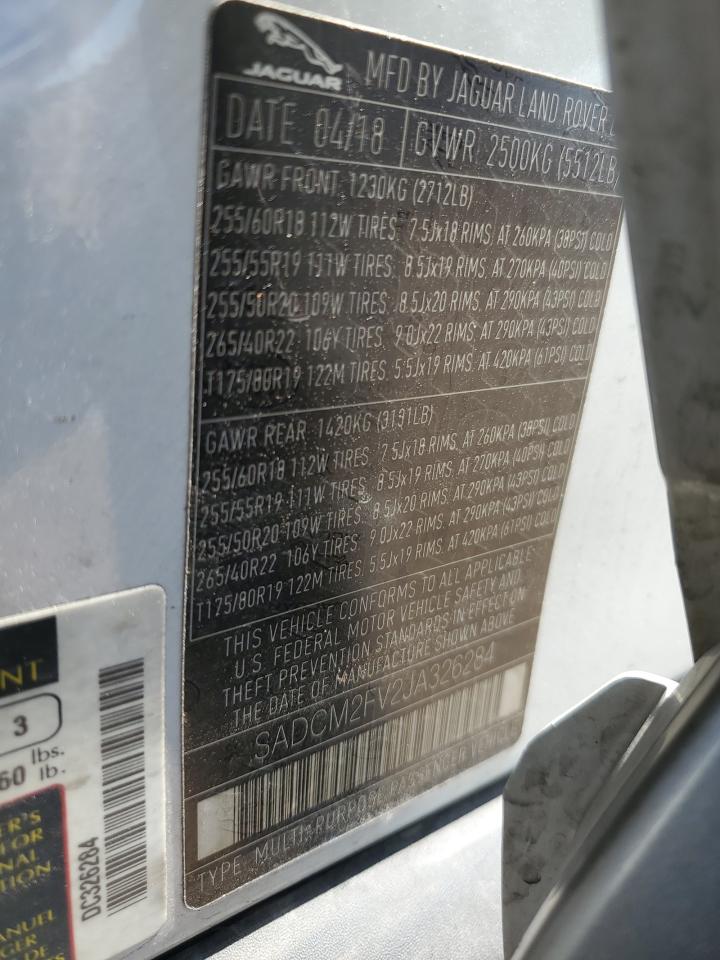 JAGUAR
MFD BY JAGUAR LAND ROVER
DATE 04/18 GVWR 2500KG (5512LB)
GAWR FRONT 1230KG (2712LB)
255/60R18 112W TIRES 7.5Jx18 RIMS. AT 260KPA (38PSI) COLD
255/55R19 111W TIRES 8.5Jx19 RIMS. AT 270KPA (40PSI) COLD
255/50R20 109W TIRES 8.5Jx20 RIMS. AT 290KPA (43PSI) COLD
265/40R22 106Y TIRES 9.0Jx22 RIMS. AT 290KPA (43PSI) COLD
T175/80R19 122M TIRES 5.5Jx19 RIMS. AT 420KPA (61PSI) COLD
GAWR REAR 1420KG (3131LB)
255/60R18 112W TIRES 7.5Jx18 RIMS. AT 260KPA (38PSI) COLD
255/55R19 111W TIRES 8.5Jx19 RIMS. AT 270KPA (40PSI) COLD
255/50R20 109W TIRES 8.5Jx20 RIMS. AT 290KPA (43PSI) COLD
265/40R22 106Y TIRES 9.0Jx22 RIMS. AT 290KPA (43PSI) COLD
T175/80R19 122M TIRES 5.5Jx19 RIMS. AT 420KPA (61PSI) COLD
THIS VEHICLE CONFORMS TO ALL APPLICABLE
U.S. FEDERAL MOTOR VEHICLE SAFETY AND
THEFT PREVENTION STANDARDS IN EFFECT ON
THE DATE OF MANUFACTURE SHOWN ABOVE
SADCM2FV2JA326284
TYPE: MULTI-PURPOSE PASSENGER VEHICLE
3
lbs.
60 lb.
DC326284